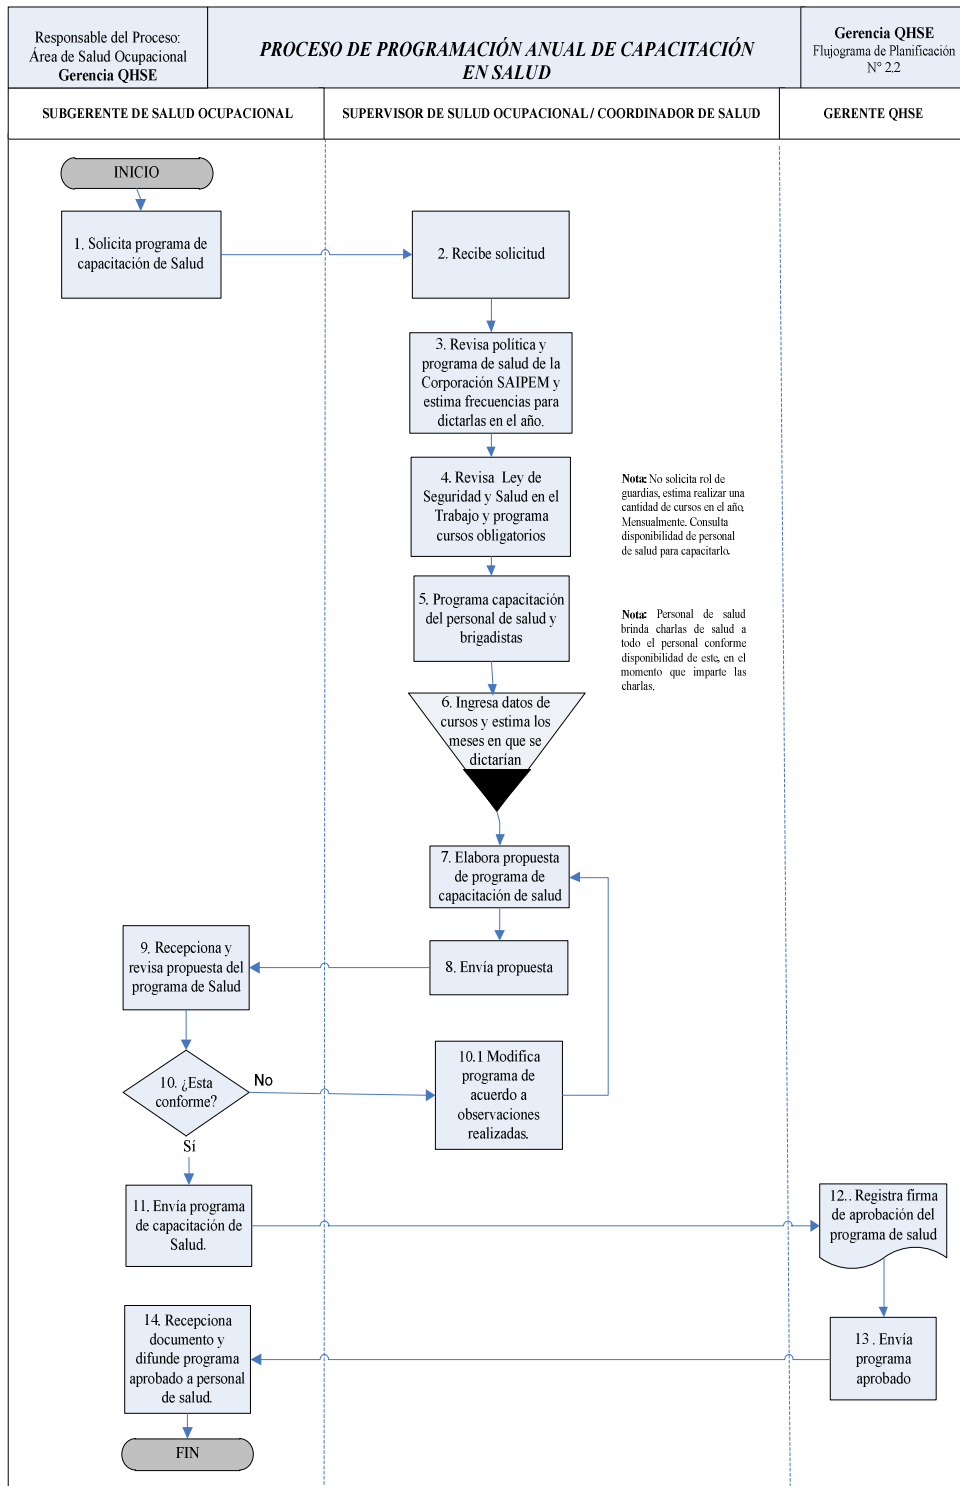 Responsable del Proceso:
Área de Salud Ocupacional
Gerencia QHSE
PROCESO DE PROGRAMACIÓN ANUAL DE CAPACITACIÓN
EN SALUD
Gerencia QHSE
Flujograma de Planificación
N° 2.2
SUBGERENTE DE SALUD OCUPACIONAL
SUPERVISOR DE SULUD OCUPACIONAL / COORDINADOR DE SALUD
GERENTE QHSE
INICIO
1. Solicita programa de
capacitación de Salud
2. Recibe solicitud
3. Revisa política y
programa de salud de la
Corporación SAIPEM y
estima frecuencias para
dictarlas en el año.
4. Revisa Ley de
Seguridad y Salud en el
Trabajo y programa
cursos obligatorios
Nota: No solicita rol de
guardias, estima realizar una
cantidad de cursos en el año.
Mensualmente. Consulta
disponibilidad de personal
de salud para capacitarlo.
5. Programa capacitación
del personal de salud y
brigadistas
Nota: Personal de salud
brinda charlas de salud a
todo el personal conforme
disponibilidad de este, en el
momento que imparte las
charlas.
6. Ingresa datos de
cursos y estima los
meses en que se
dictarían
7. Elabora propuesta
de programa de
capacitación de salud
8. Envía propuesta
9. Recepciona y
revisa propuesta del
programa de Salud
10. ¿Esta
conforme?
No
10.1 Modifica
programa de
acuerdo a
observaciones
realizadas.
Sí
11. Envía programa
de capacitación de
Salud.
12.. Registra firma
de aprobación del
programa de salud
13 . Envía
programa
aprobado
14. Recepciona
documento y
difunde programa
aprobado a personal
de salud.
FIN